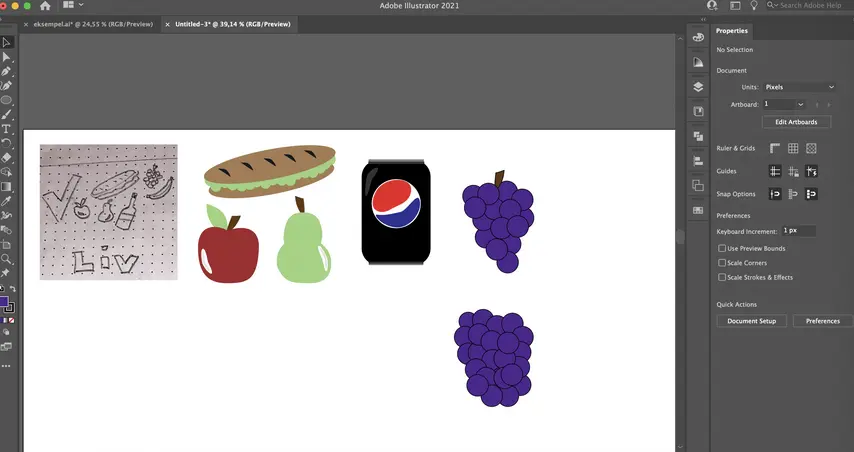 Adobe Illustrator 2021
Search Adobe Help
eksempel.ai* @ 24,55 % (RGB/Preview)
Untitled-3* @ 39,14 % (RGB/Preview)
Properties
No Selection
Document
Units: Pixels
Artboard: 1
Edit Artboards
Ruler & Grids
Guides
Snap Options
Preferences
Keyboard Increment: 1 px
Use Preview Bounds
Scale Corners
Scale Strokes & Effects
Quick Actions
Document Setup
Preferences
LiV